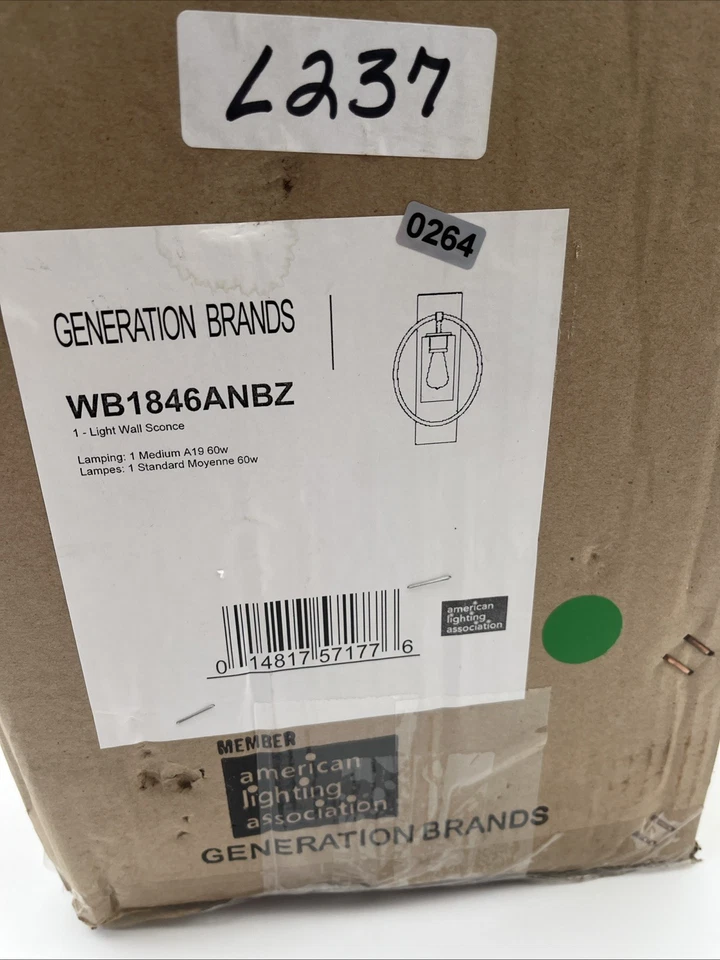 L237
0264
GENERATION BRANDS
WB1846ANBZ
1 - Light Wall Sconce
Lamping: 1 Medium A19 60w
Lampes: 1 Standard Moyenne 60w
0 14817 57177 6
american
lighting
association
MEMBER
american
lighting
association
GENERATION BRANDS